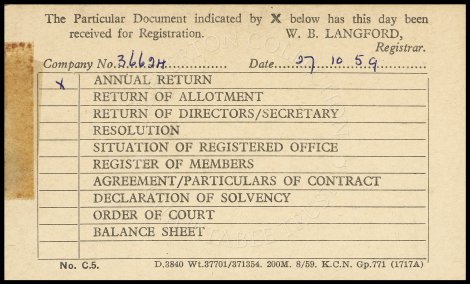 The Particular Document indicated by X below has this day been
received for Registration. W. B. LANGFORD,
Registrar.
Company No. 36624 Date 27 10 59
X ANNUAL RETURN
RETURN OF ALLOTMENT
RETURN OF DIRECTORS/SECRETARY
RESOLUTION
SITUATION OF REGISTERED OFFICE
REGISTER OF MEMBERS
AGREEMENT/PARTICULARS OF CONTRACT
DECLARATION OF SOLVENCY
ORDER OF COURT
BALANCE SHEET
No. C.5. D.3840 Wt.37701/371354. 200M. 8/59. K.C.N. Gp.771 (1717A)